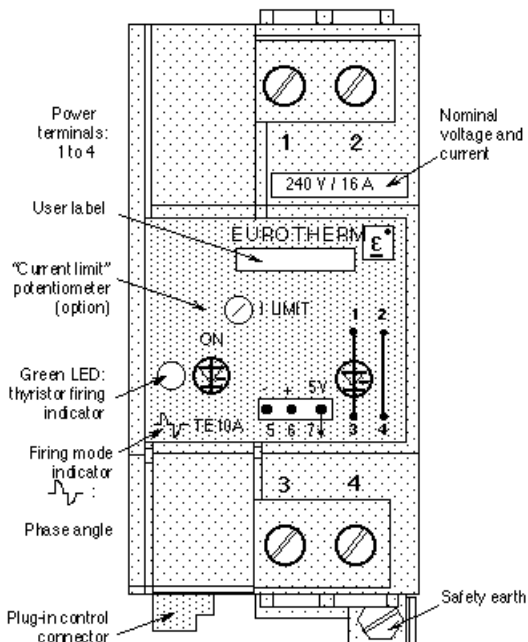 Power
terminals:
1 to 4
1 2
Nominal
voltage and
current
240 V / 16 A
User label
EUROTHERM ε
"Current limit"
potentiometer
(option)
I LIMIT
1 2
ON
Green LED:
thyristor firing
indicator
- + 5V
5 6 7
3 4
TE10A
Firing mode
indicator
:
Phase angle
3 4
Plug-in control
connector
Safety earth